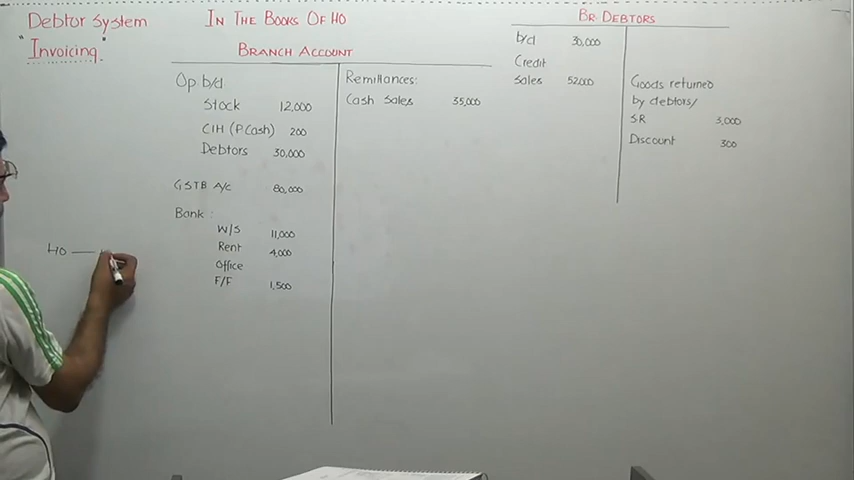 Debtor System
"Invoicing"
IN THE BOOKS OF HO
BRANCH ACCOUNT
Op b/d
Stock 12,000
CIH (P.Cash) 200
Debtors 30,000
GSTB A/c 80,000
Bank :
W/S 11,000
Rent 4,000
Office
F/F 1,500
Remittances:
Cash Sales 35,000
BR DEBTORS
b/d 30,000
Credit
Sales 52,000
Goods returned
by debtors/
SR 3,000
Discount 300
HO